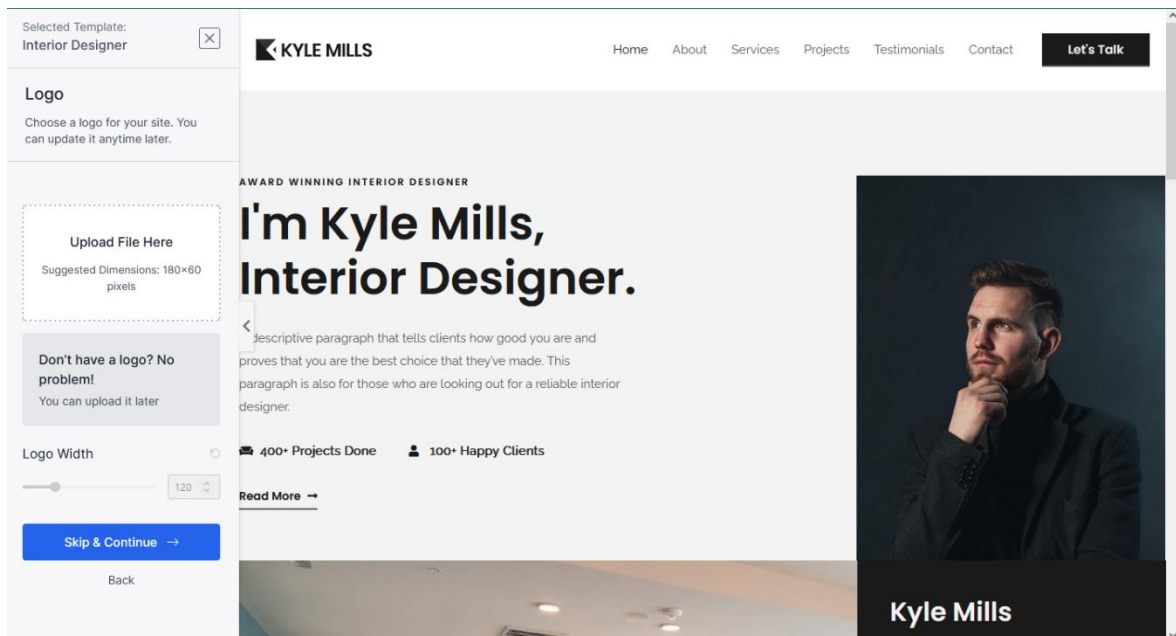 Selected Template:
Interior Designer
Logo
Choose a logo for your site. You
can update it anytime later.
Upload File Here
Suggested Dimensions: 180×60
pixels
Don't have a logo? No
problem!
You can upload it later
Logo Width
120
Skip & Continue →
Back
KYLE MILLS
Home About Services Projects Testimonials Contact Let's Talk
AWARD WINNING INTERIOR DESIGNER
I'm Kyle Mills,
Interior Designer.
descriptive paragraph that tells clients how good you are and
proves that you are the best choice that they've made. This
paragraph is also for those who are looking out for a reliable interior
designer.
400+ Projects Done 100+ Happy Clients
Read More →
Kyle Mills